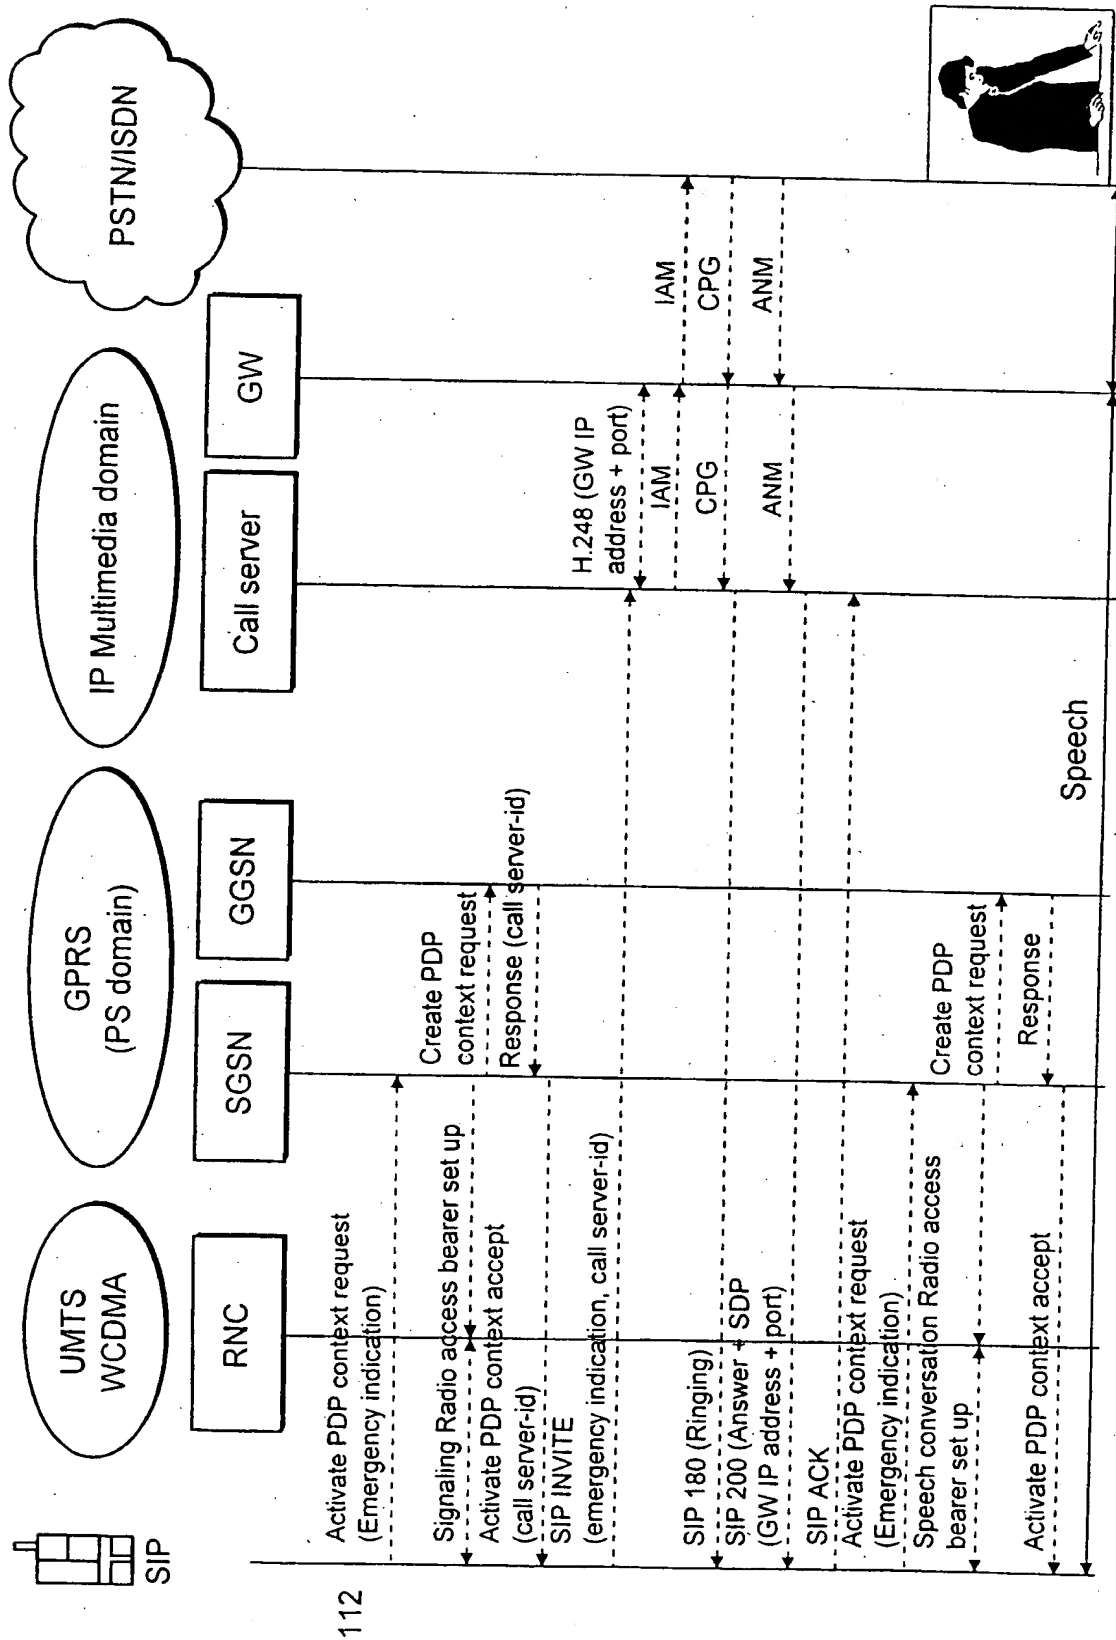 SIP
UMTS
WCDMA
GPRS
(PS domain)
IP Multimedia domain
PSTN/ISDN
RNC
SGSN
GGSN
Call server
GW
112
Activate PDP context request
(Emergency indication)
Signaling Radio access bearer set up
Create PDP
context request
Response (call server-id)
Activate PDP context accept
(call server-id)
SIP INVITE
(emergency indication, call server-id)
H.248 (GW IP
address + port)
IAM
IAM
CPG
CPG
SIP 180 (Ringing)
ANM
ANM
SIP 200 (Answer + SDP
(GW IP address + port)
SIP ACK
Activate PDP context request
(Emergency indication)
Speech conversation Radio access
bearer set up
Create PDP
context request
Response
Activate PDP context accept
Speech